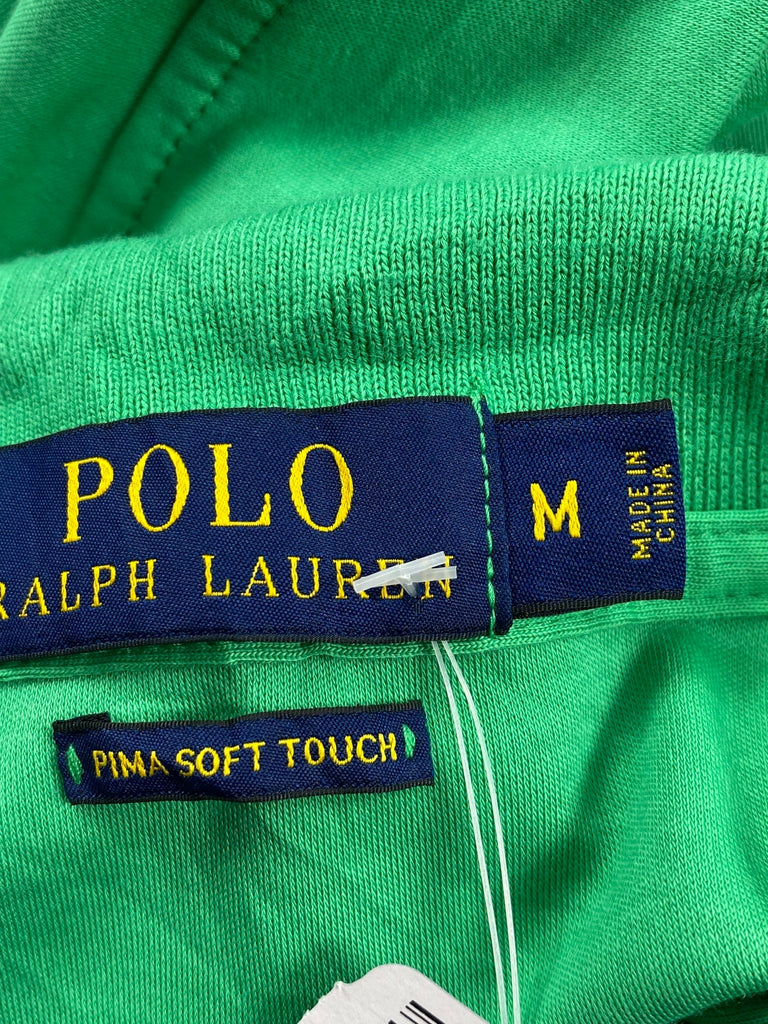 POLO
RALPH LAUREN
M
MADE IN
CHINA
PIMA SOFT TOUCH